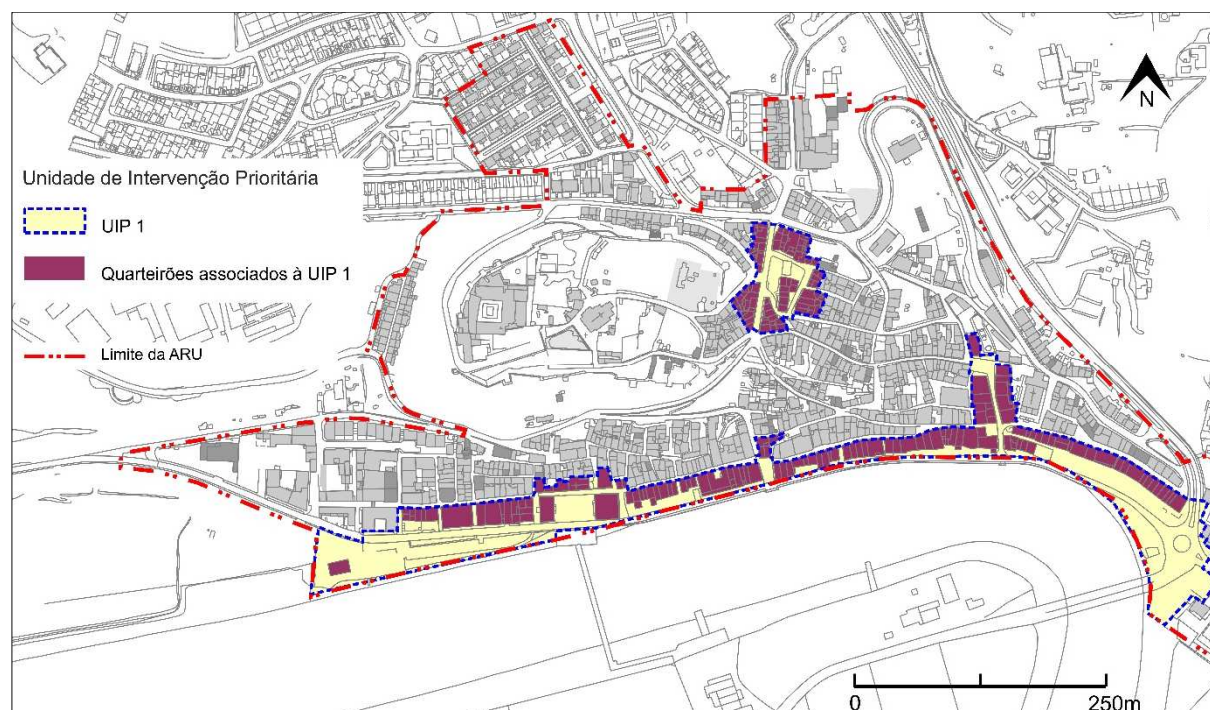 N
Unidade de Intervenção Prioritária
UIP 1
Quarteirões associados à UIP 1
Limite da ARU
0 250m